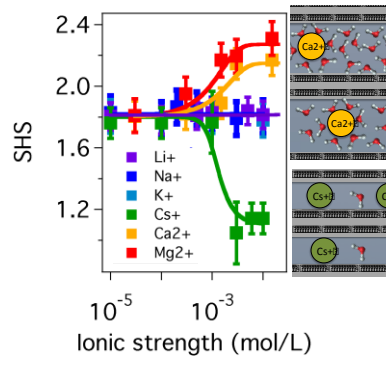 2.4
2.0
1.6
1.2
SHS
Li+
Na+
K+
Cs+
Ca2+
Mg2+
10-5
10-3
Ionic strength (mol/L)
Ca2+
Ca2+
Cs+
C
Cs+